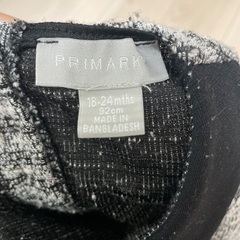 PRIMARK
18-24mths
92cm
MADE IN
BANGLADESH